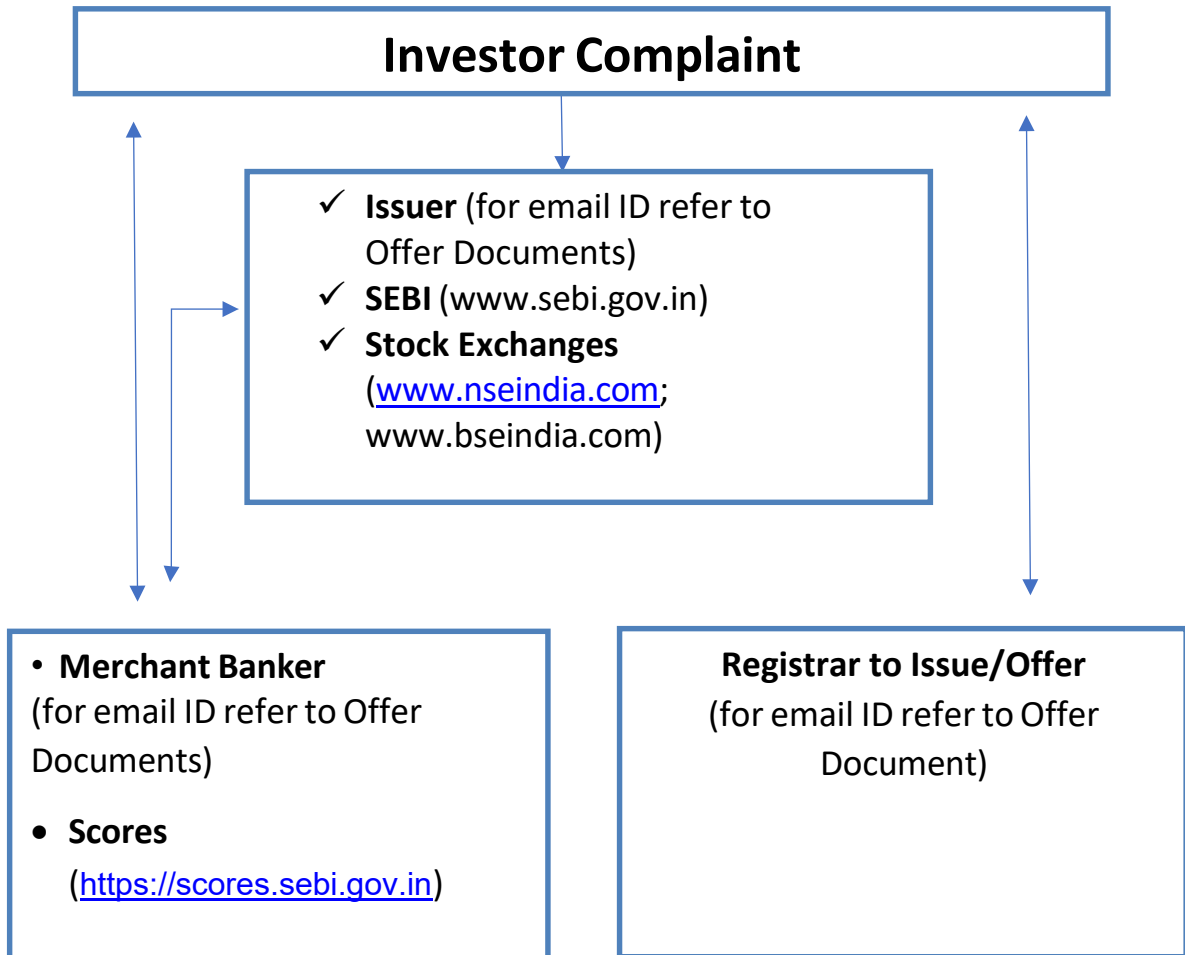 Investor Complaint
✓ Issuer (for email ID refer to
Offer Documents)
✓ SEBI (www.sebi.gov.in)
✓ Stock Exchanges
(www.nseindia.com;
www.bseindia.com)
• Merchant Banker
(for email ID refer to Offer
Documents)
• Scores
(https://scores.sebi.gov.in)
Registrar to Issue/Offer
(for email ID refer to Offer
Document)